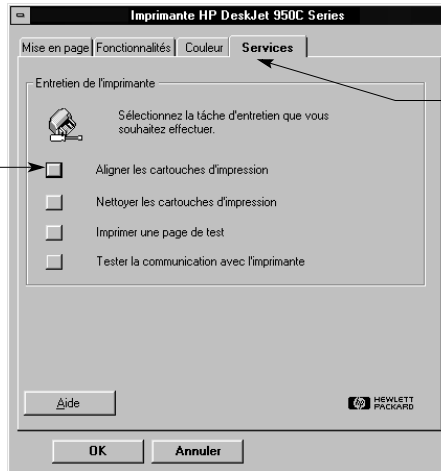 Imprimante HP DeskJet 950C Series
Mise en page Fonctionnalités Couleur Services
Entretien de l'imprimante
Sélectionnez la táche d'entretien que vous
souhaitez effectuer.
Aligner les cartouches d'impression
Nettoyer les cartouches d'impression
Imprimer une page de test
Tester la communication avec l'imprimante
Aide
hp HEWLETT
PACKARD
OK Annuler